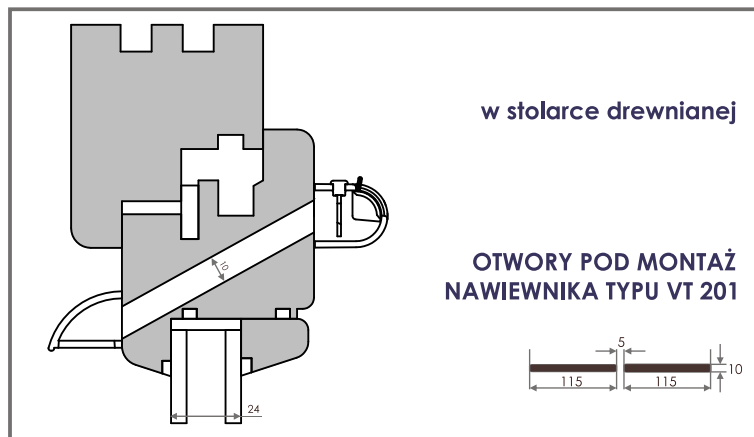 w stolarce drewnianej
10
OTWORY POD MONTAŻ
NAWIEWNIKA TYPU VT 201
5
10
115 115
24